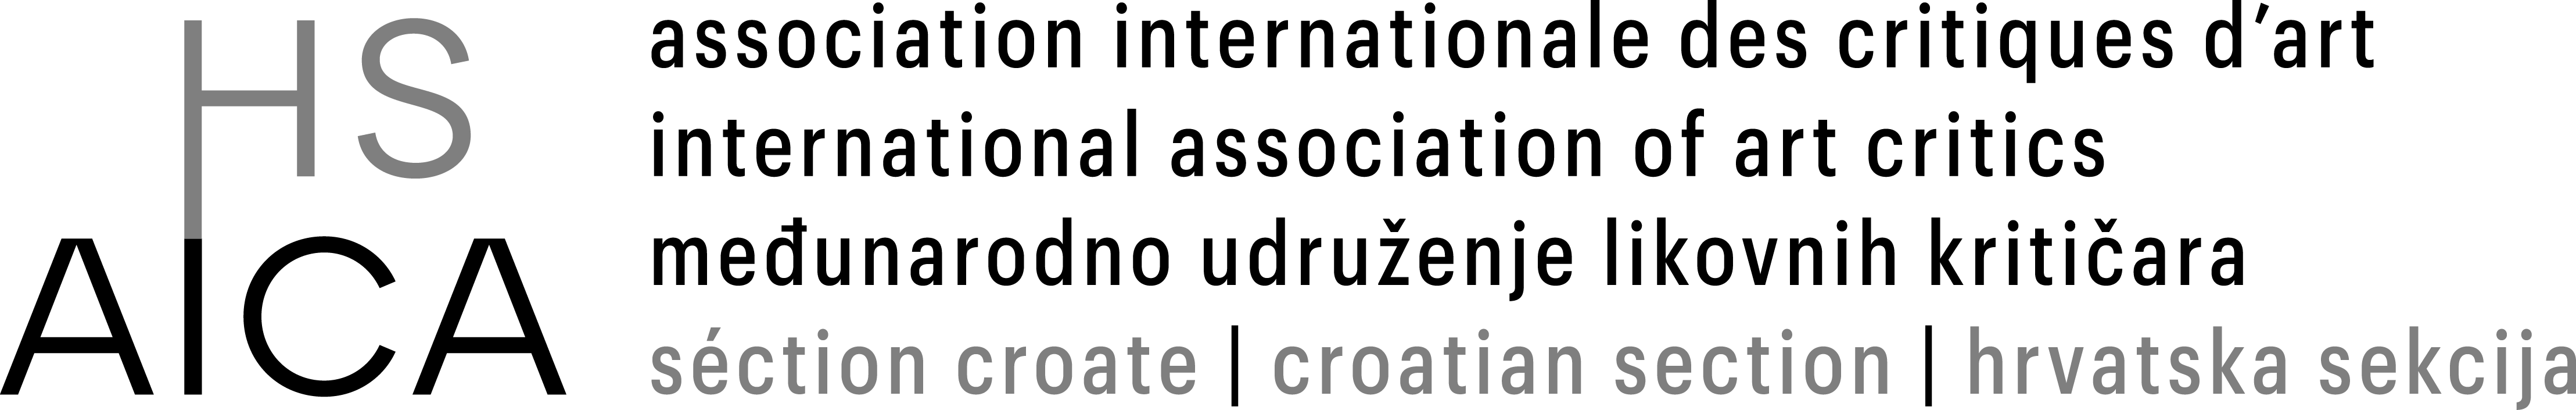 HS
AICA
association internationale des critiques d’art
international association of art critics
međunarodno udruženje likovnih kritičara
séction croate | croatian section | hrvatska sekcija